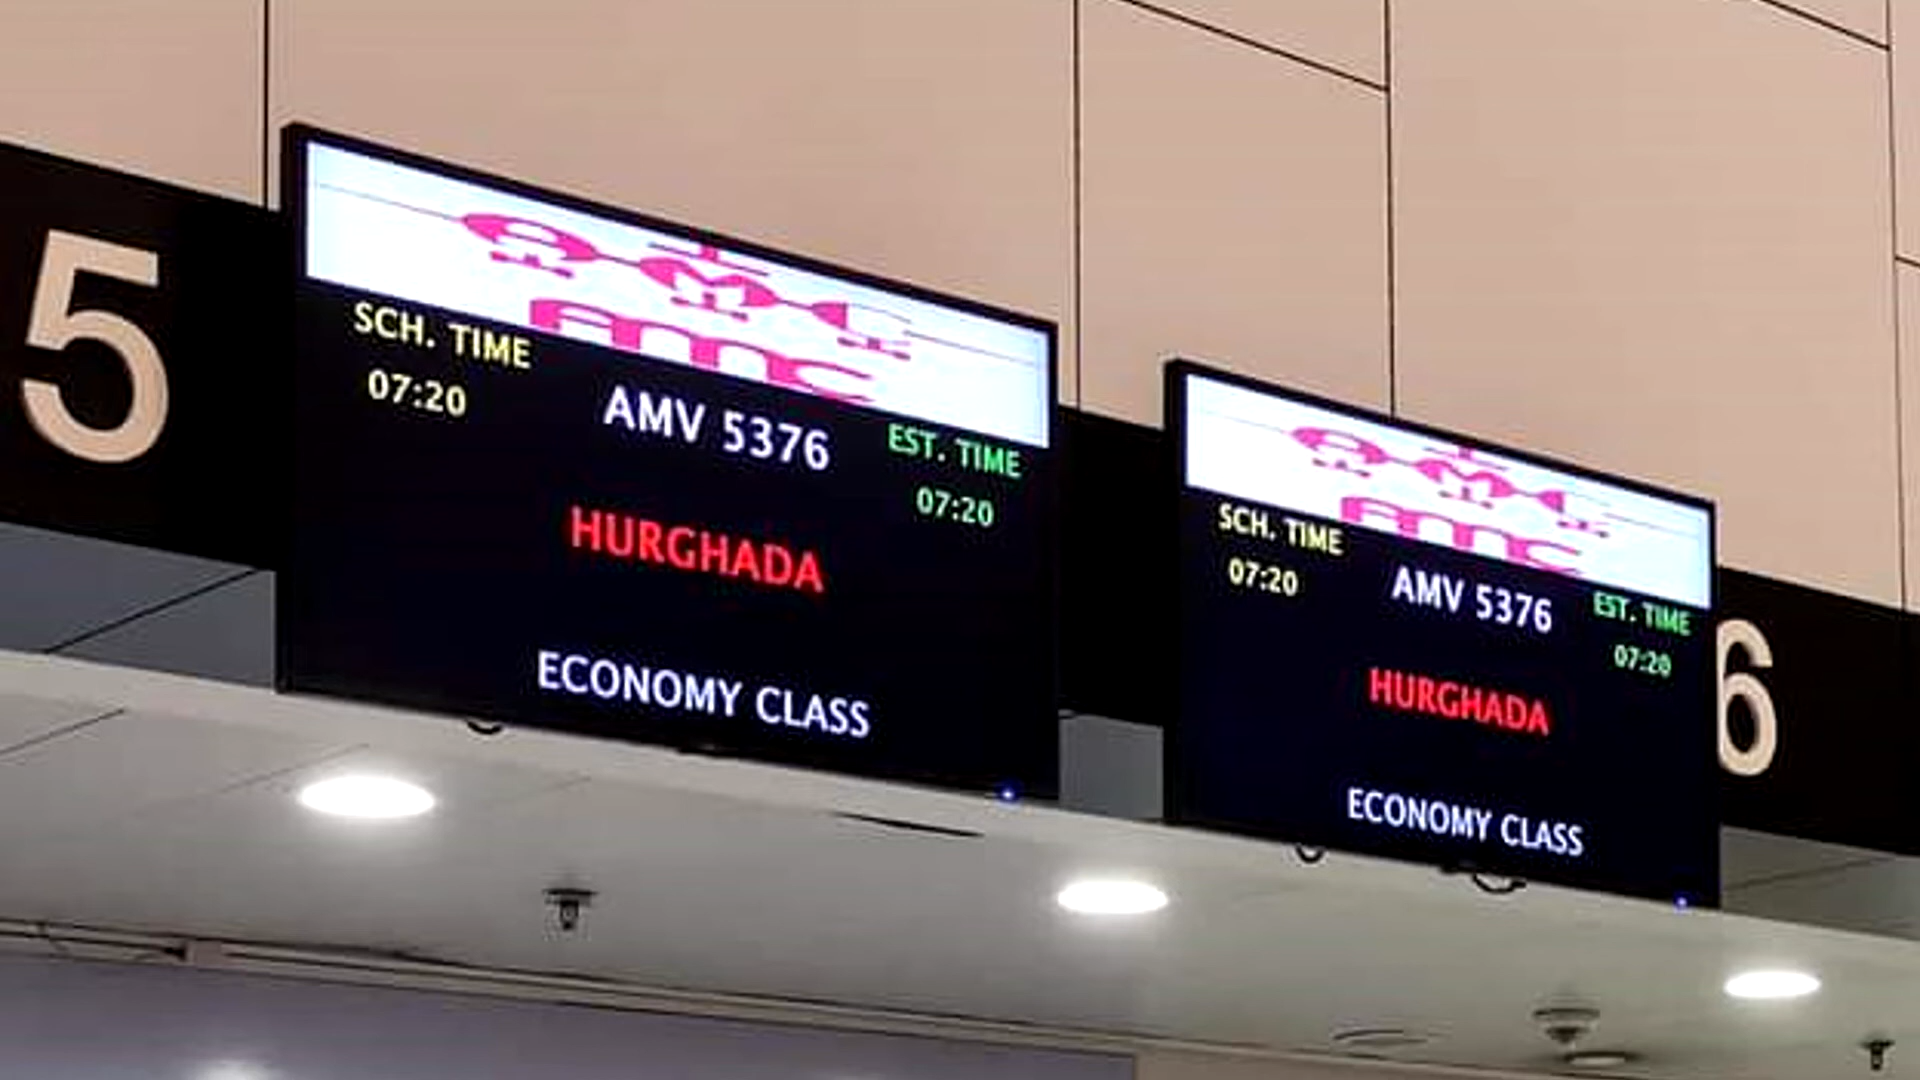 5
SCH. TIME
07:20
AMV 5376
EST. TIME
07:20
HURGHADA
ECONOMY CLASS
SCH. TIME
07:20
AMV 5376
EST. TIME
07:20
HURGHADA
ECONOMY CLASS
6